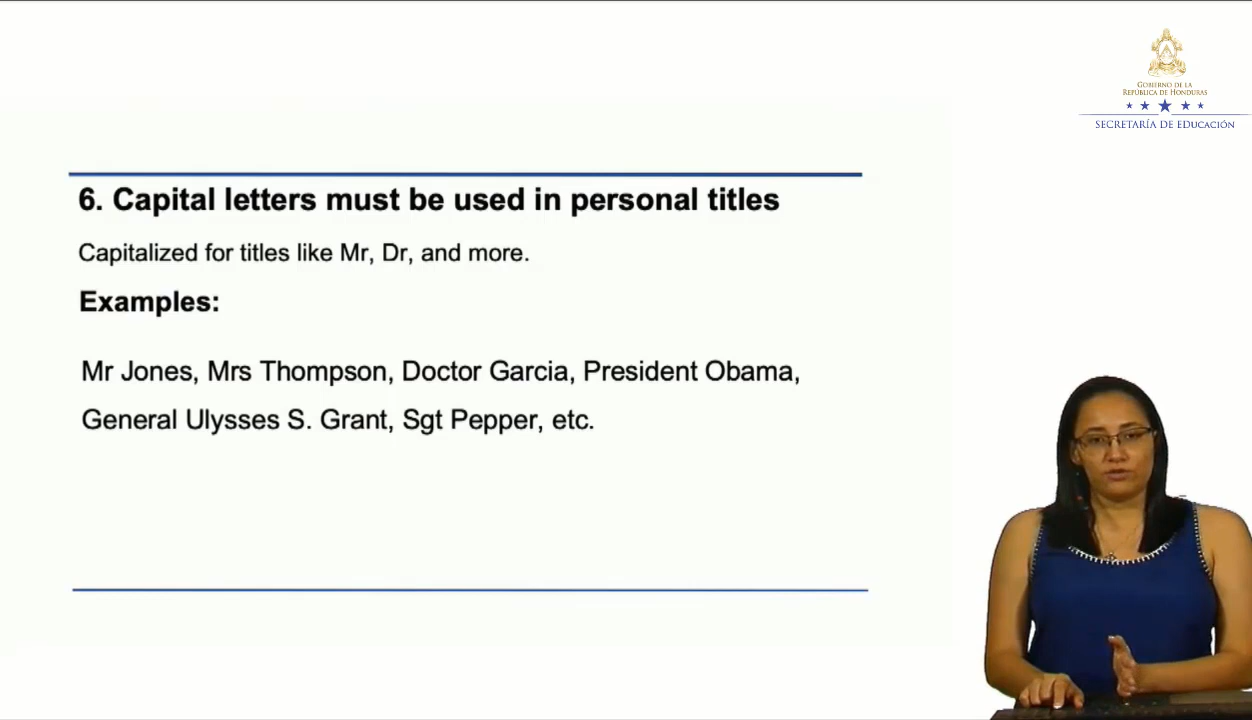 GOBIERNO DE LA
REPÚBLICA DE HONDURAS
SECRETARÍA DE EDUCACIÓN
6. Capital letters must be used in personal titles
Capitalized for titles like Mr, Dr, and more.
Examples:
Mr Jones, Mrs Thompson, Doctor Garcia, President Obama,
General Ulysses S. Grant, Sgt Pepper, etc.